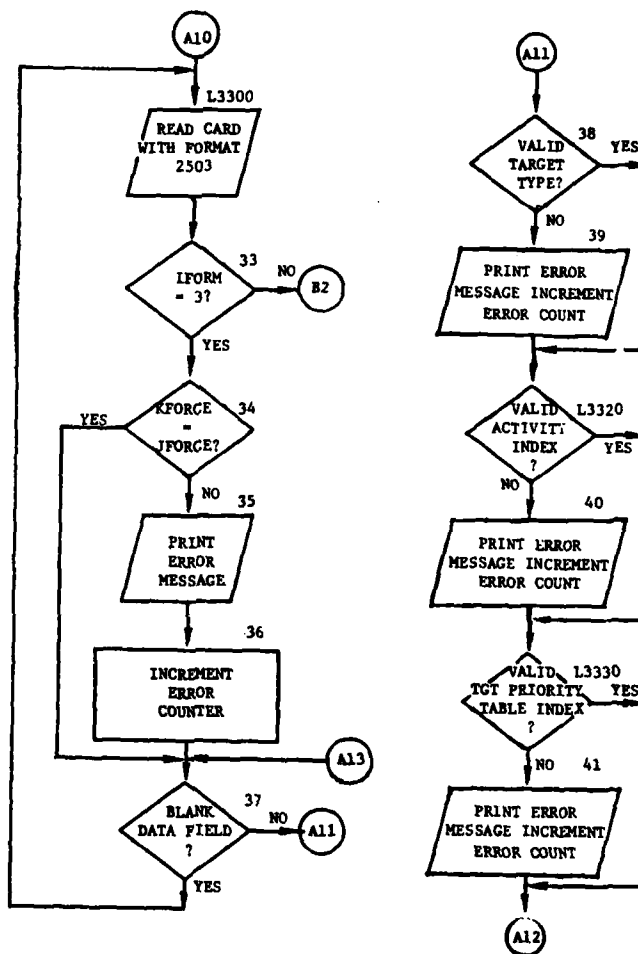 A10
L3300
READ CARD
WITH FORMAT
2503
33
IFORM
= 3?
NO
B2
YES
KFORCE
=
JFORCE?
34
YES
NO
35
PRINT
ERROR
MESSAGE
36
INCREMENT
ERROR
COUNTER
A13
37
BLANK
DATA FIELD
?
NO
A11
YES
A11
38
VALID
TARGET
TYPE?
YES
NO
39
PRINT ERROR
MESSAGE INCREMENT
ERROR COUNT
L3320
VALID
ACTIVITY
INDEX
?
YES
NO
40
PRINT ERROR
MESSAGE INCREMENT
ERROR COUNT
L3330
VALID
TGT PRIORITY
TABLE INDEX
?
YES
NO
41
PRINT ERROR
MESSAGE INCREMENT
ERROR COUNT
A12